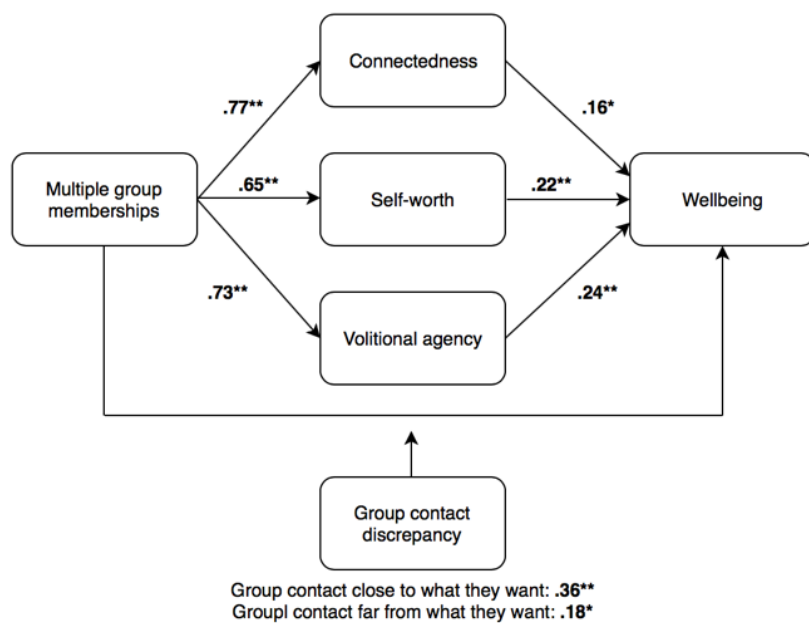 Connectedness
.77**
.16*
Multiple group
memberships
.65**
Self-worth
.22**
Wellbeing
.73**
.24**
Volitional agency
Group contact
discrepancy
Group contact close to what they want: .36**
Groupl contact far from what they want: .18*